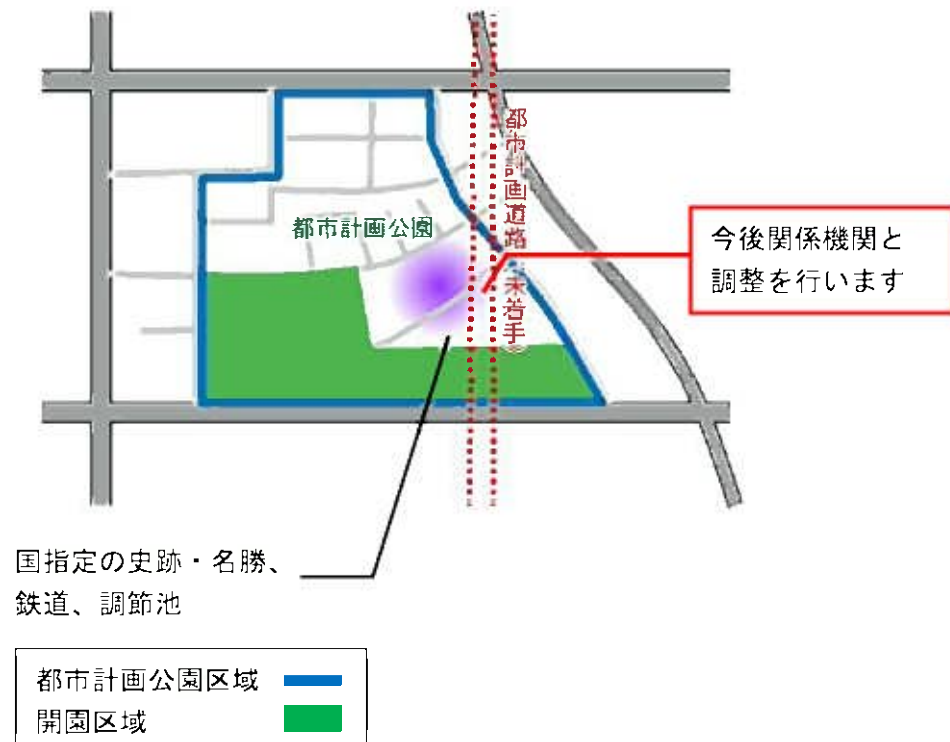 都市計画道路(未着手)
都市計画公園
今後関係機関と
調整を行います
国指定の史跡・名勝、
鉄道、調節池
都市計画公園区域
開園区域